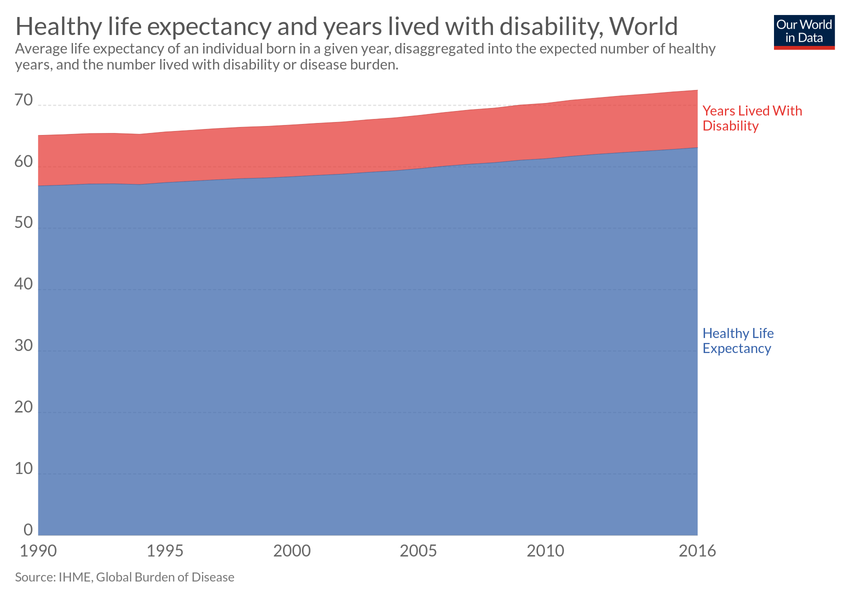 Healthy life expectancy and years lived with disability, World
Our World
in Data
Average life expectancy of an individual born in a given year, disaggregated into the expected number of healthy
years, and the number lived with disability or disease burden.
70
Years Lived With
Disability
60
50
40
Healthy Life
Expectancy
30
20
10
0
1990 1995 2000 2005 2010 2016
Source: IHME, Global Burden of Disease